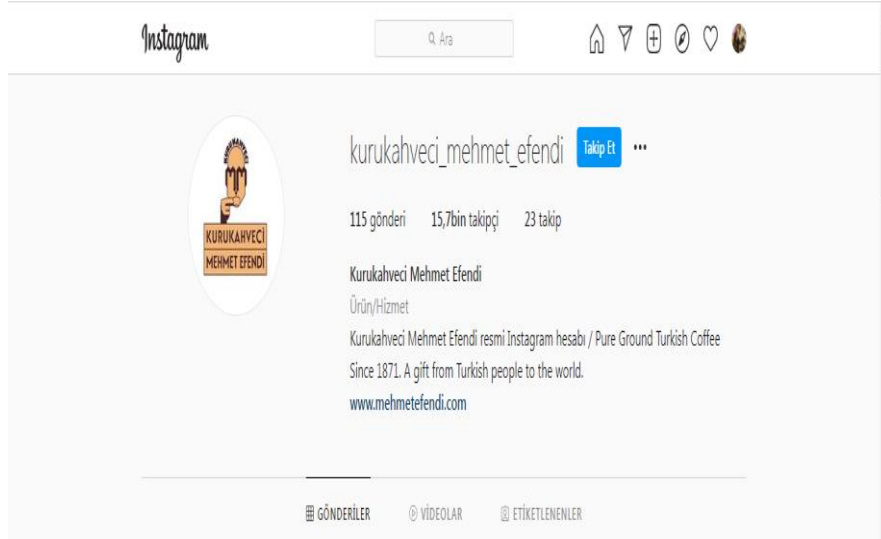 Instagram
Ara
kurukahveci_mehmet_efendi Takip Et
115 gönderi 15,7bin takipçi 23 takip
KURUKAHVECİ
MEHMET EFENDİ
Kurukahveci Mehmet Efendi
Ürün/Hizmet
Kurukahveci Mehmet Efendi resmi Instagram hesabı / Pure Ground Turkish Coffee
Since 1871. A gift from Turkish people to the world.
www.mehmetefendi.com
GÖNDERİLER VİDEOLAR ETİKETLENENLER